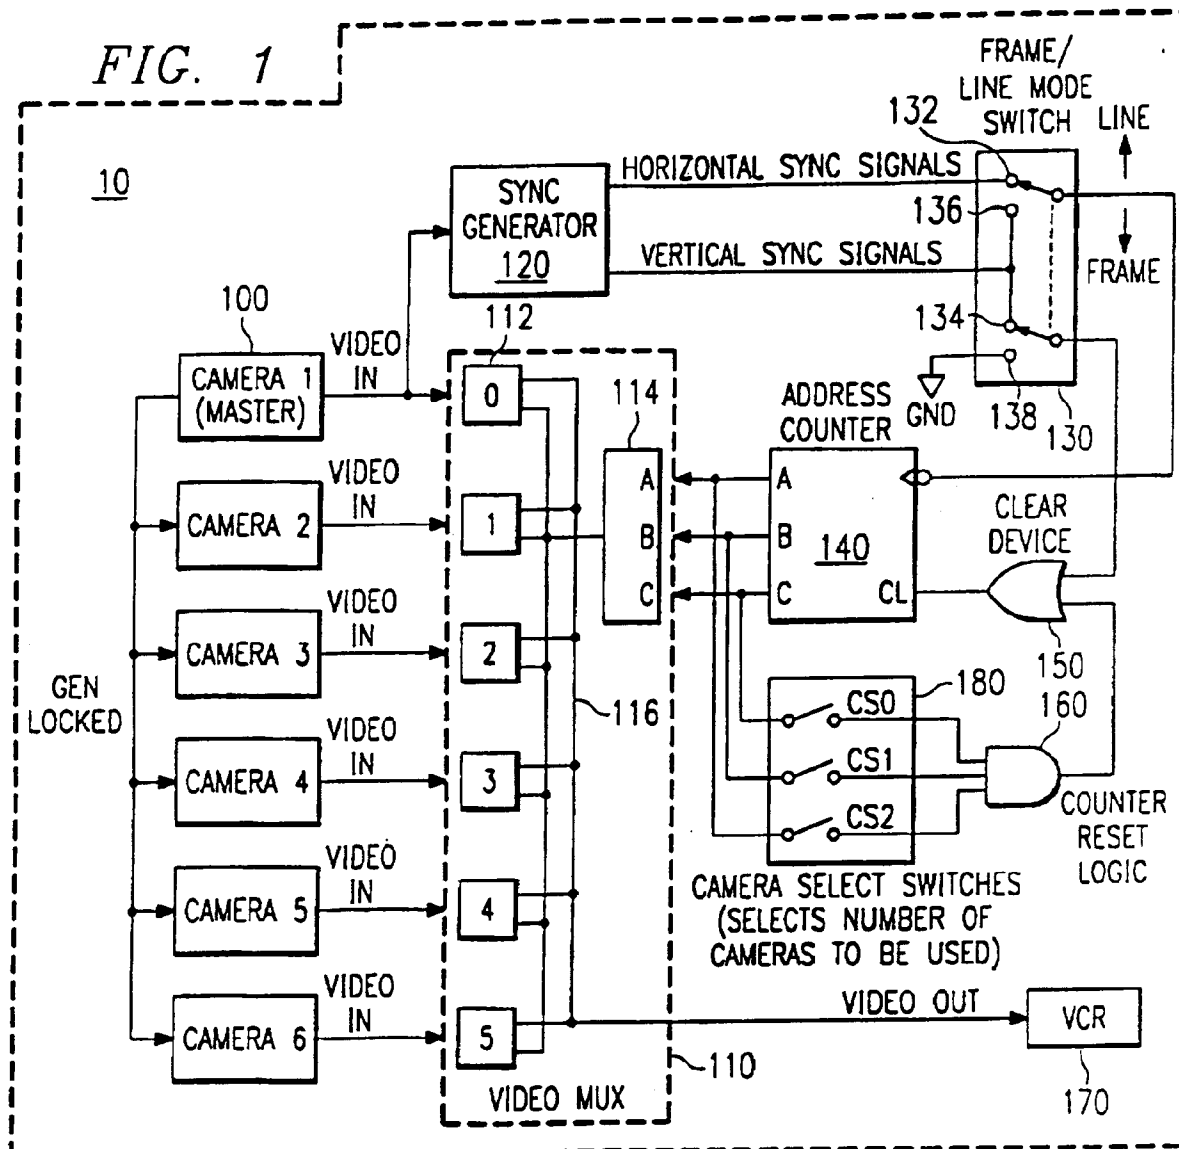 FIG. 1
10
FRAME/
LINE MODE
SWITCH
LINE
132
HORIZONTAL SYNC SIGNALS
SYNC
GENERATOR
120
136
VERTICAL SYNC SIGNALS
FRAME
134
100
112
VIDEO
IN
CAMERA 1
(MASTER)
0
114
ADDRESS
COUNTER
GND
138
130
VIDEO
IN
CAMERA 2
1
A
B
C
A
B
C
140
CL
CLEAR
DEVICE
150
VIDEO
IN
CAMERA 3
2
GEN
LOCKED
116
180
CS0
CS1
CS2
160
COUNTER
RESET
LOGIC
VIDEO
IN
CAMERA 4
3
CAMERA SELECT SWITCHES
(SELECTS NUMBER OF
CAMERAS TO BE USED)
VIDEO
IN
CAMERA 5
4
VIDEO
IN
CAMERA 6
5
VIDEO OUT
VCR
110
170
VIDEO MUX